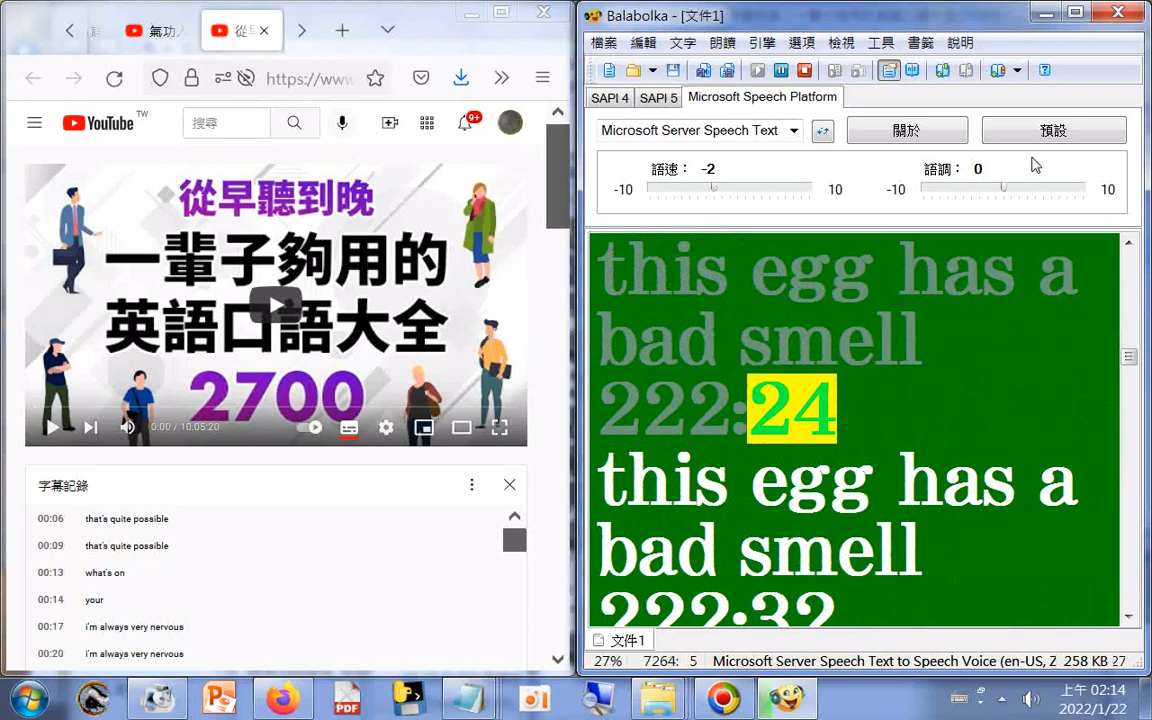 氣功
從
https://www
YouTube TW
搜尋
9+
從早聽到晚
一輩子夠用的
英語口語大全
2700
0:00 / 10:05:20
字幕記錄
00:06 that's quite possible
00:09 that's quite possible
00:13 what's on
00:14 your
00:17 i'm always very nervous
00:20 i'm always very nervous
Balabolka - [文件1]
檔案 編輯 文字 朗讀 引擎 選項 檢視 工具 書籤 說明
SAPI 4 SAPI 5 Microsoft Speech Platform
Microsoft Server Speech Text 關於 預設
語速： -2 語調： 0
-10 10 -10 10
this egg has a
bad smell
222:24
this egg has a
bad smell
222:32
文件1
27% 7264: 5 Microsoft Server Speech Text to Speech Voice (en-US, Z 258 KB 27
PDF
上午 02:14
2022/1/22